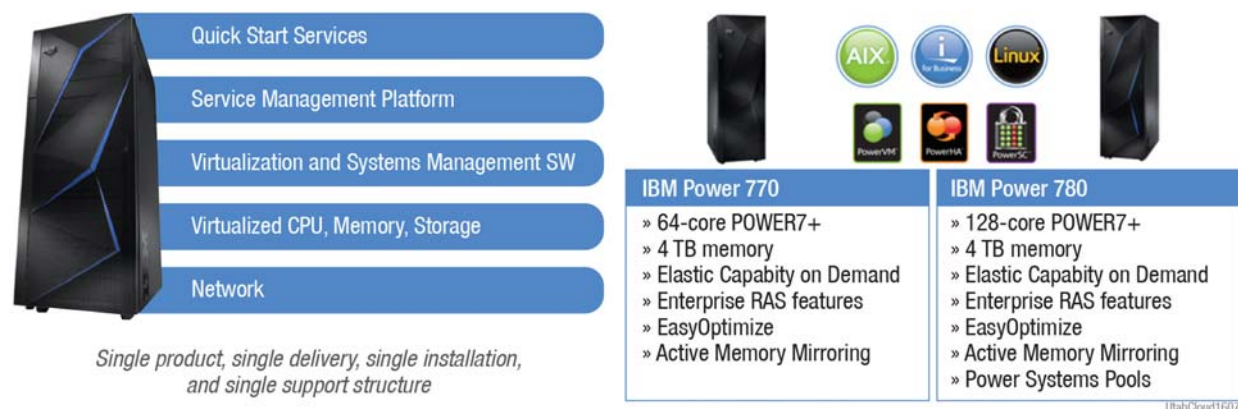 Quick Start Services
Service Management Platform
Virtualization and Systems Management SW
Virtualized CPU, Memory, Storage
Network
Single product, single delivery, single installation,
and single support structure
AIX
i
for Business
Linux
PowerVM
PowerHA
PowerSC
IBM Power 770
» 64-core POWER7+
» 4 TB memory
» Elastic Capabity on Demand
» Enterprise RAS features
» EasyOptimize
» Active Memory Mirroring
IBM Power 780
» 128-core POWER7+
» 4 TB memory
» Elastic Capabity on Demand
» Enterprise RAS features
» EasyOptimize
» Active Memory Mirroring
» Power Systems Pools
UtahCloud1607